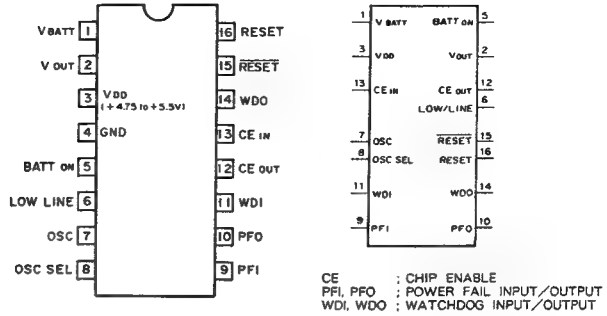 V BATT 1
V OUT 2
3 VDD
(+4.75 to +5.5V)
4 GND
BATT ON 5
LOW LINE 6
OSC 7
OSC SEL 8
16 RESET
15 RESET
14 WDO
13 CE IN
12 CE OUT
11 WDI
10 PFO
9 PFI
1 V BATT
BATT ON 5
3 VDD
VOUT 2
13 CE IN
CE OUT 12
LOW/LINE 6
7 OSC
RESET 15
8 OSC SEL
RESET 16
11 WDI
WDO 14
9 PFI
PFO 10
CE : CHIP ENABLE
PFI, PFO : POWER FAIL INPUT/OUTPUT
WDI, WDO : WATCHDOG INPUT/OUTPUT